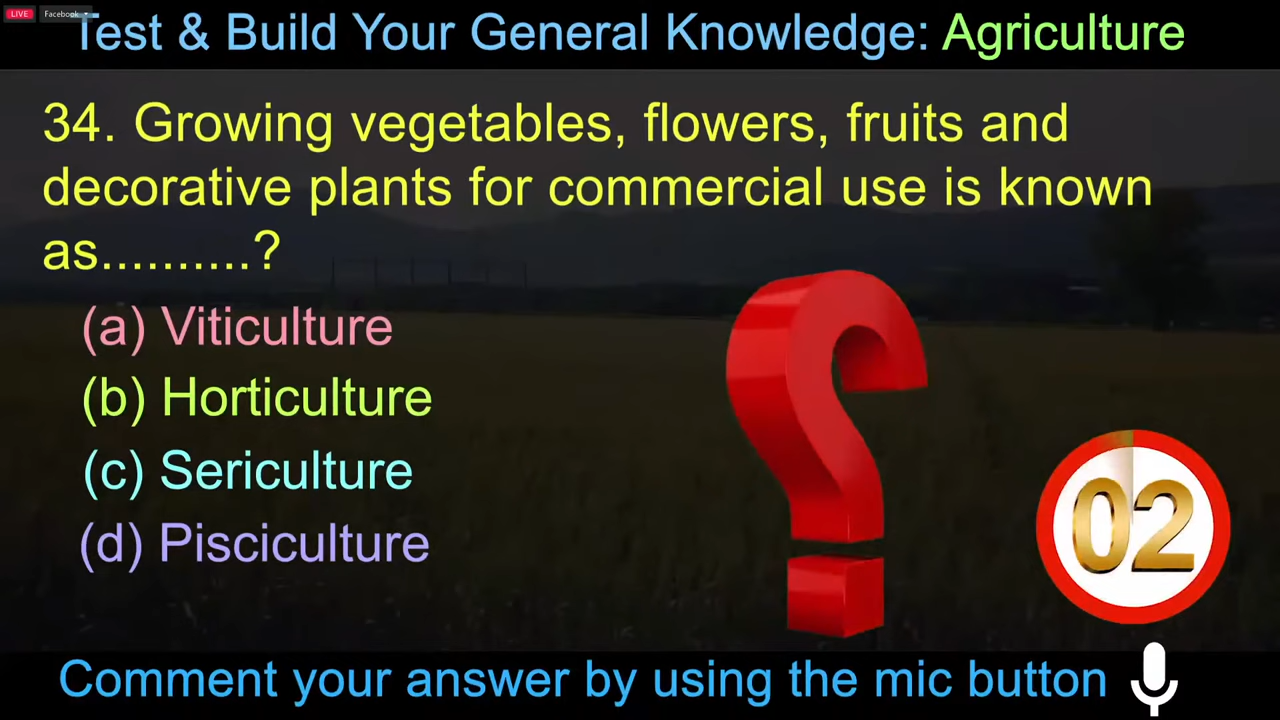 LIVE Facebook
Test & Build Your General Knowledge: Agriculture
34. Growing vegetables, flowers, fruits and
decorative plants for commercial use is known
as..........?
(a) Viticulture
(b) Horticulture
(c) Sericulture
(d) Pisciculture
02
Comment your answer by using the mic button